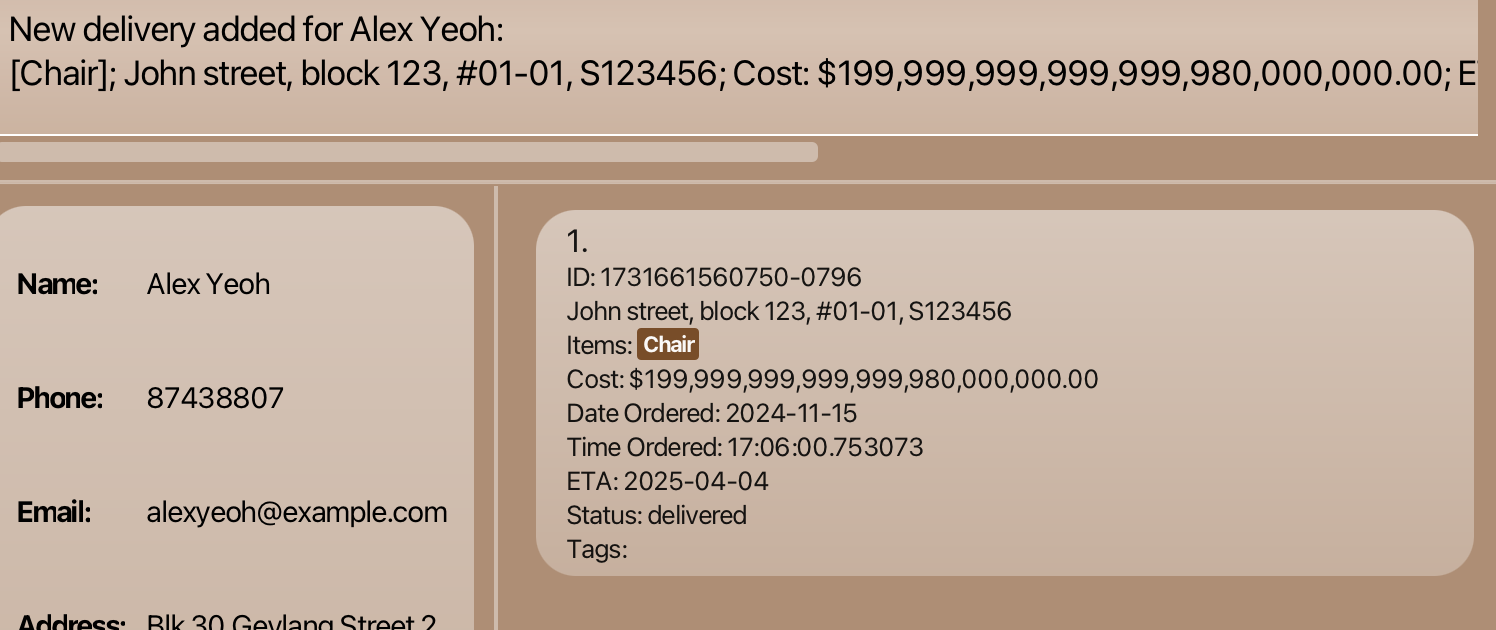 New delivery added for Alex Yeoh:
[Chair]; John street, block 123, #01-01, S123456; Cost: $199,999,999,999,999,980,000,000.00;
Name: Alex Yeoh
Phone: 87438807
Email: alexyeoh@example.com
Address: Blk 30 Geylang Street 2
1.
ID: 1731661560750-0796
John street, block 123, #01-01, S123456
Items: Chair
Cost: $199,999,999,999,999,980,000,000.00
Date Ordered: 2024-11-15
Time Ordered: 17:06:00.753073
ETA: 2025-04-04
Status: delivered
Tags: